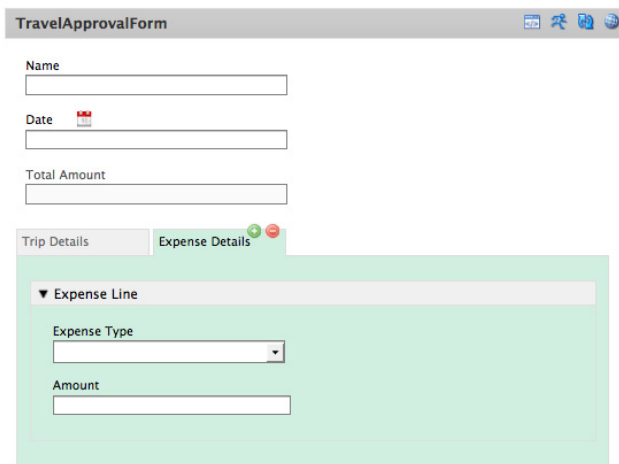 TravelApprovalForm
Name
Date
Total Amount
Trip Details
Expense Details
Expense Line
Expense Type
Amount